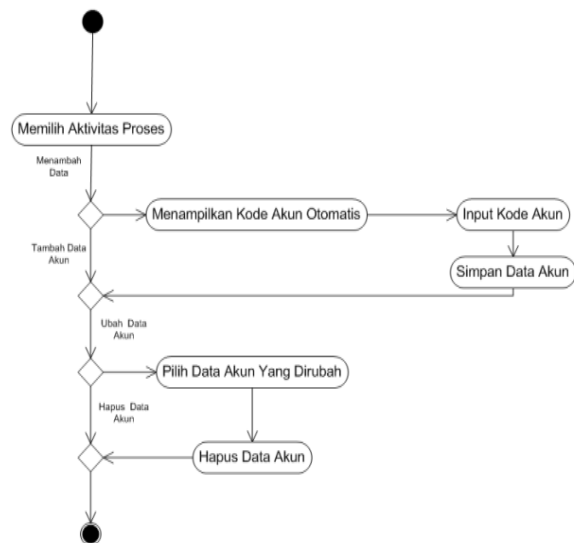 Memilih Aktivitas Proses
Menambah
Data
Menampilkan Kode Akun Otomatis
Input Kode Akun
Tambah Data
Akun
Simpan Data Akun
Ubah Data
Akun
Pilih Data Akun Yang Dirubah
Hapus Data
Akun
Hapus Data Akun